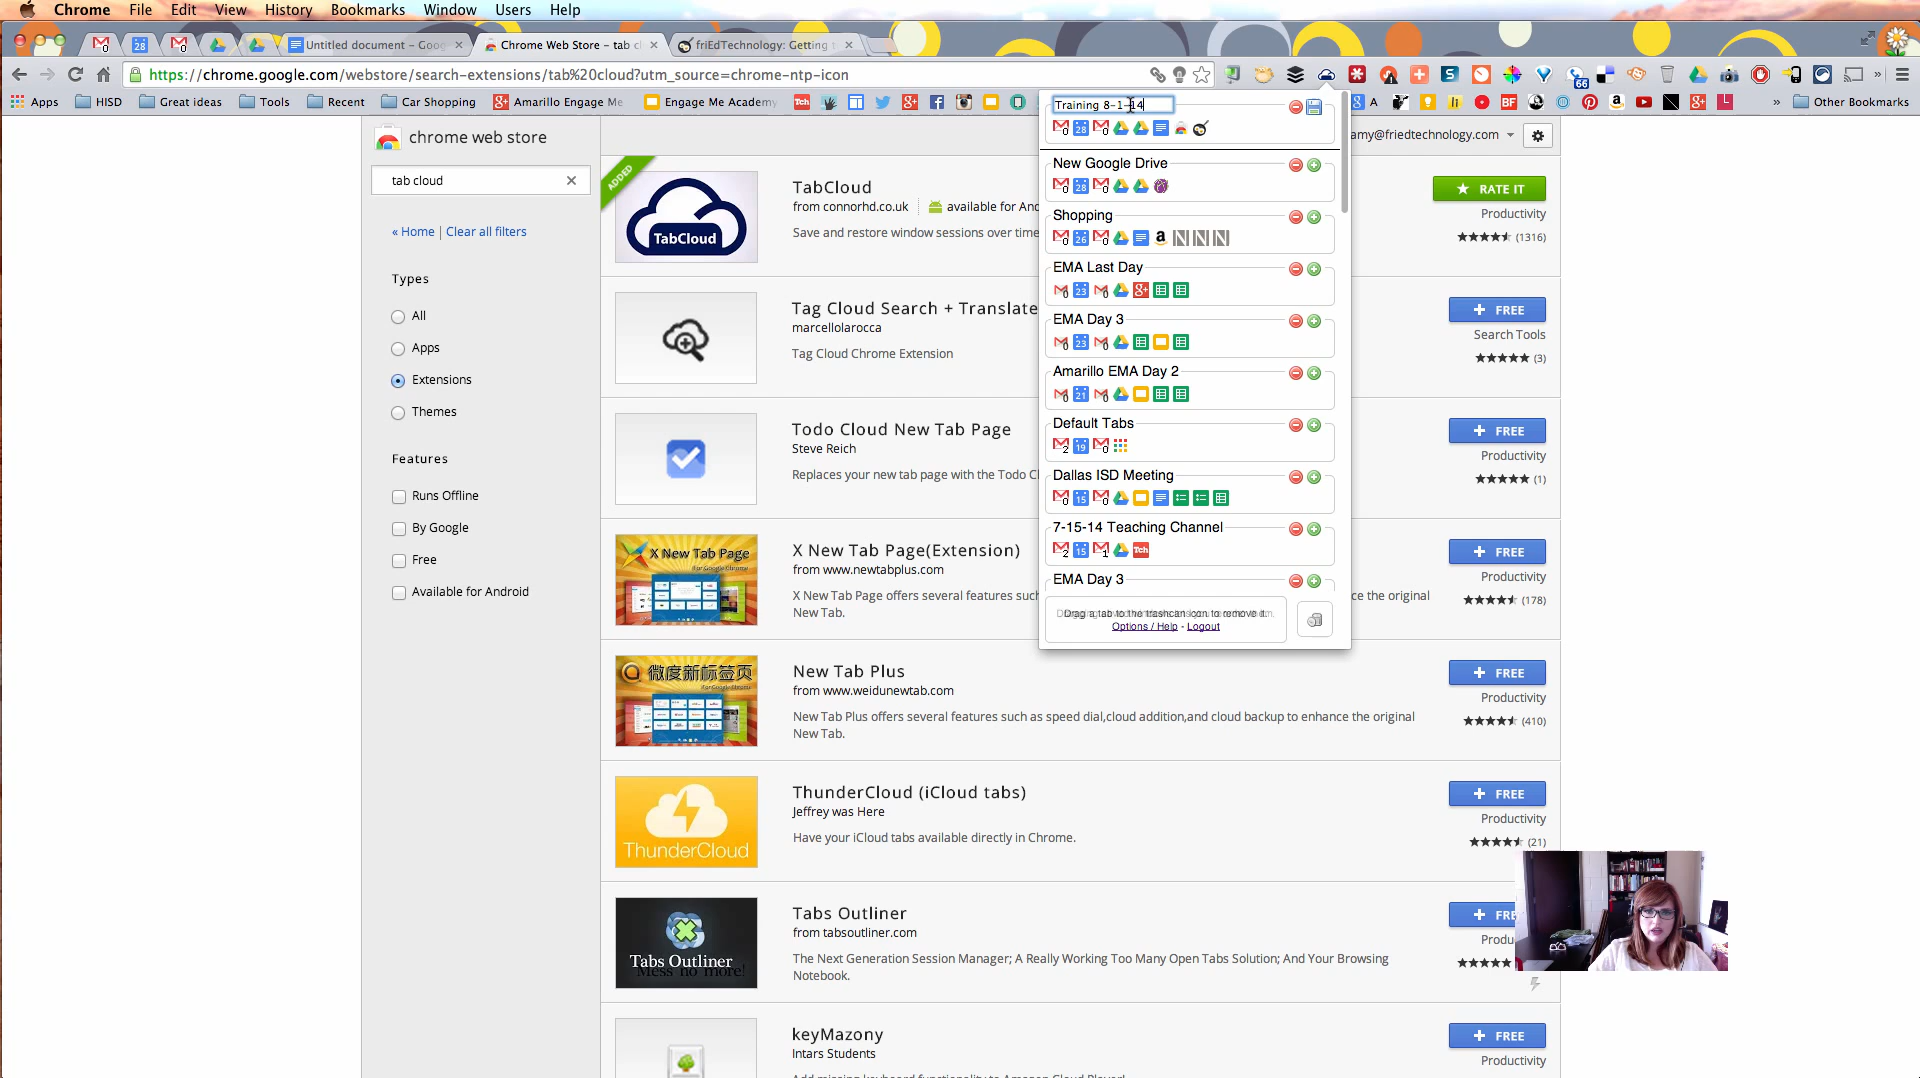 Chrome File Edit View History Bookmarks Window Users Help
Untitled document – Goo
Chrome Web Store – tab cl
friEdTechnology: Getting t
https://chrome.google.com/webstore/search-extensions/tab%20cloud?utm_source=chrome-ntp-icon
Apps HISD Great ideas Tools Recent Car Shopping Amarillo Engage Me Engage Me Academy Other Bookmarks
chrome web store
amy@friedtechnology.com
tab cloud
« Home | Clear all filters
Types
All
Apps
Extensions
Themes
Features
Runs Offline
By Google
Free
Available for Android
ADDED
TabCloud
TabCloud
from connorhd.co.uk available for And
Save and restore window sessions over time
RATE IT
Productivity
(1316)
Tag Cloud Search + Translate
marcellolarocca
Tag Cloud Chrome Extension
FREE
Search Tools
(3)
Todo Cloud New Tab Page
Steve Reich
Replaces your new tab page with the Todo Cl
FREE
Productivity
(1)
X New Tab Page
For Google Chrome
X New Tab Page(Extension)
from www.newtabplus.com
X New Tab Page offers several features such
ce the original
New Tab.
FREE
Productivity
(178)
微度新标签页
For Google Chrome
New Tab Plus
from www.weidunewtab.com
New Tab Plus offers several features such as speed dial,cloud addition,and cloud backup to enhance the original
New Tab.
FREE
Productivity
(410)
ThunderCloud
ThunderCloud (iCloud tabs)
Jeffrey was Here
Have your iCloud tabs available directly in Chrome.
FREE
Productivity
(21)
Tabs Outliner
Mess no more!
Tabs Outliner
from tabsoutliner.com
The Next Generation Session Manager; A Really Working Too Many Open Tabs Solution; And Your Browsing
Notebook.
FRE
Produ
keyMazony
Intars Students
FREE
Productivity
Training 8-1-14
New Google Drive
Shopping
EMA Last Day
EMA Day 3
Amarillo EMA Day 2
Default Tabs
Dallas ISD Meeting
7-15-14 Teaching Channel
EMA Day 3
Drag a tab to the trashcan icon to remove it.
Options / Help - Logout